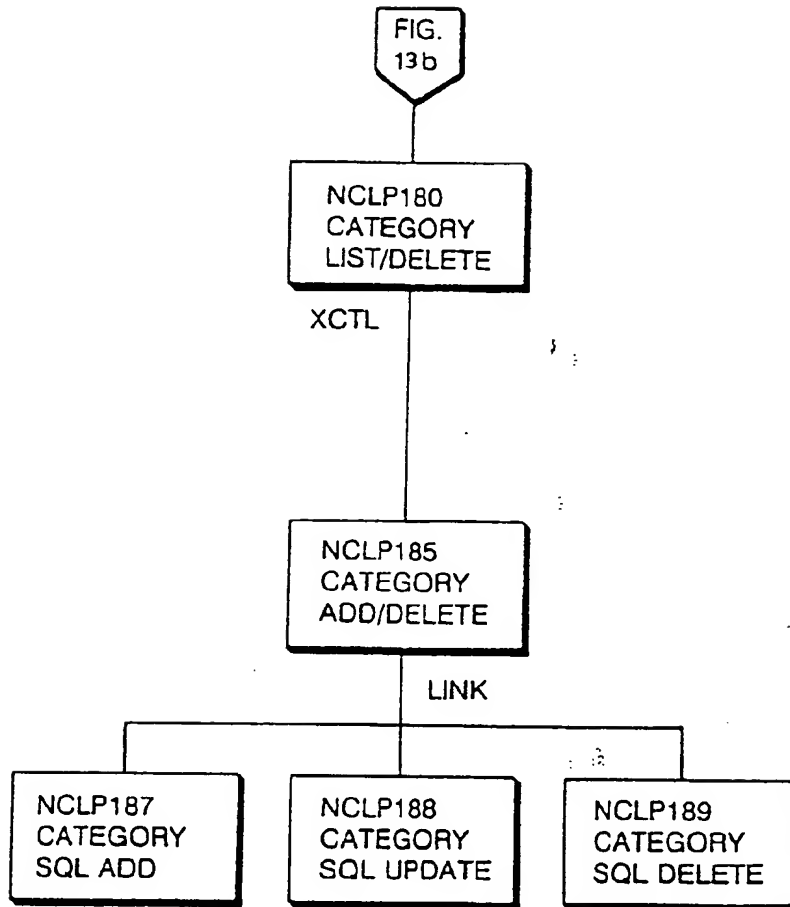 FIG.
13b
NCLP180
CATEGORY
LIST/DELETE
XCTL
NCLP185
CATEGORY
ADD/DELETE
LINK
NCLP187
CATEGORY
SQL ADD
NCLP188
CATEGORY
SQL UPDATE
NCLP189
CATEGORY
SQL DELETE